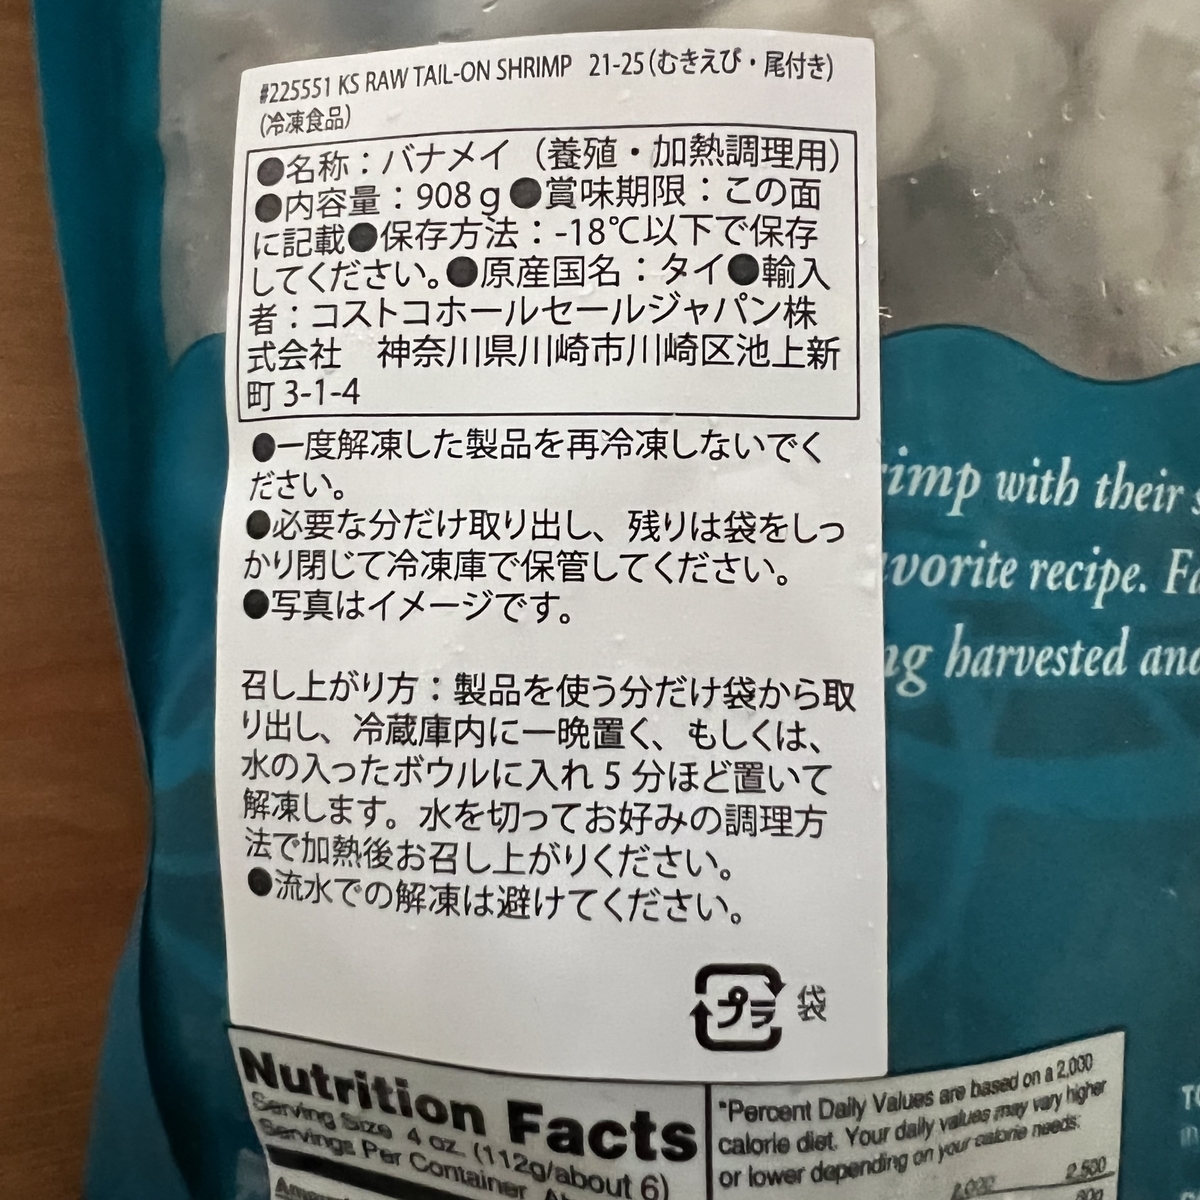 #225551 KS RAW TAIL-ON SHRIMP 21-25(むきえび・尾付き)
(冷凍食品)
●名称：バナメイ（養殖・加熱調理用）
●内容量：908g●賞味期限：この面
に記載●保存方法：-18℃以下で保存
してください。●原産国名：タイ●輸入
者：コストコホールセールジャパン株
式会社　神奈川県川崎市川崎区池上新
町 3-1-4
●一度解凍した製品を再冷凍しないでく
ださい。
●必要な分だけ取り出し、残りは袋をしっ
かり閉じて冷凍庫で保管してください。
●写真はイメージです。
召し上がり方：製品を使う分だけ袋から取
り出し、冷蔵庫内に一晩置く、もしくは、
水の入ったボウルに入れ 5 分ほど置いて
解凍します。水を切ってお好みの調理方
法で加熱後お召し上がりください。
●流水での解凍は避けてください。
プラ 袋
with their
vorite recipe.
harvested and
Nutrition Facts
Serving Size 4 oz. (112g/about 6)
Servings Per Container
*Percent Daily Values are based on a 2,000
calorie diet. Your daily values may vary higher
or lower depending on your calorie needs:
2,000 2,500